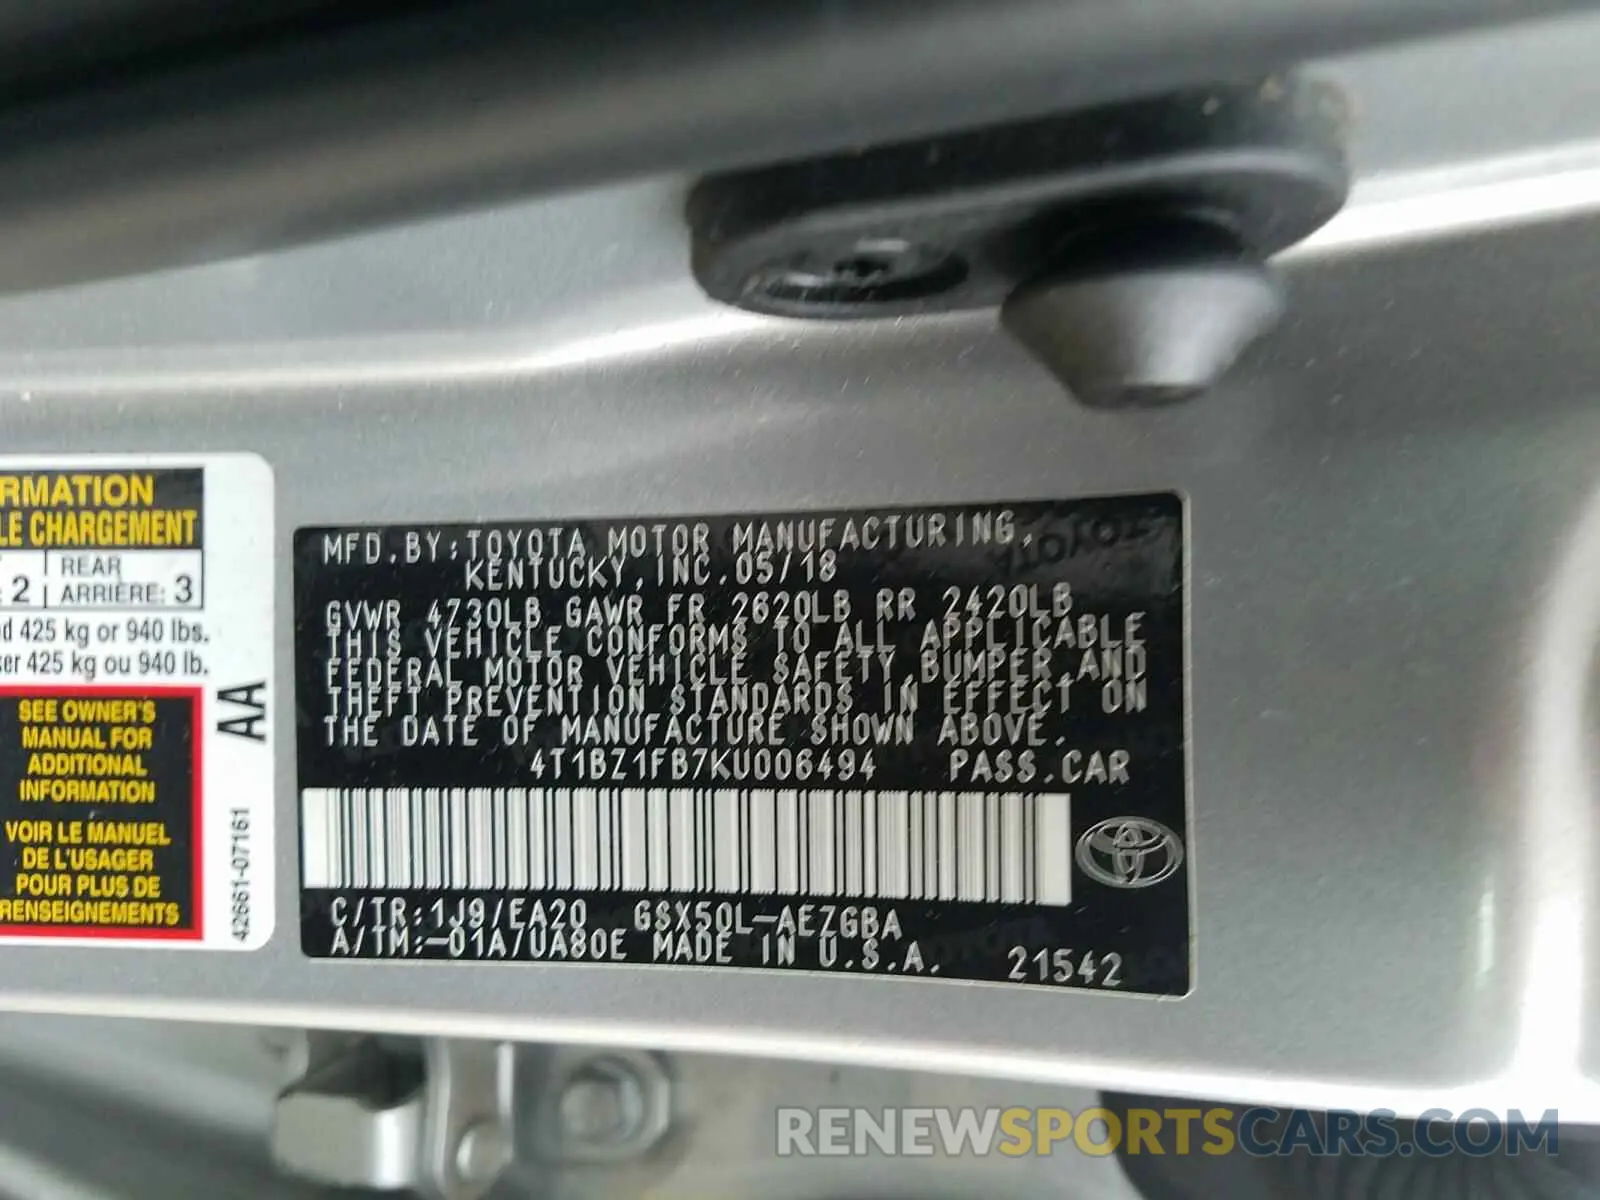 RMATION
LE CHARGEMENT
2 REAR
ARRIÈRE: 3
d 425 kg or 940 lbs.
er 425 kg ou 940 lb.
SEE OWNER'S
MANUAL FOR
ADDITIONAL
INFORMATION
VOIR LE MANUEL
DE L'USAGER
POUR PLUS DE
RENSEIGNEMENTS
AA
42661-07161
MFD.BY:TOYOTA MOTOR MANUFACTURING,
KENTUCKY,INC.05/18
GVWR 4730LB GAWR FR 2620LB RR 2420LB
THIS VEHICLE CONFORMS TO ALL APPLICABLE
FEDERAL MOTOR VEHICLE SAFETY,BUMPER,AND
THEFT PREVENTION STANDARDS IN EFFECT ON
THE DATE OF MANUFACTURE SHOWN ABOVE.
4T1BZ1FB7KU006494 PASS.CAR
C/TR:1J9/EA20 GSX50L-AEZGBA
A/TM:-01A/UA80E MADE IN U.S.A.
21542
RENEWSPORTSCARS.COM